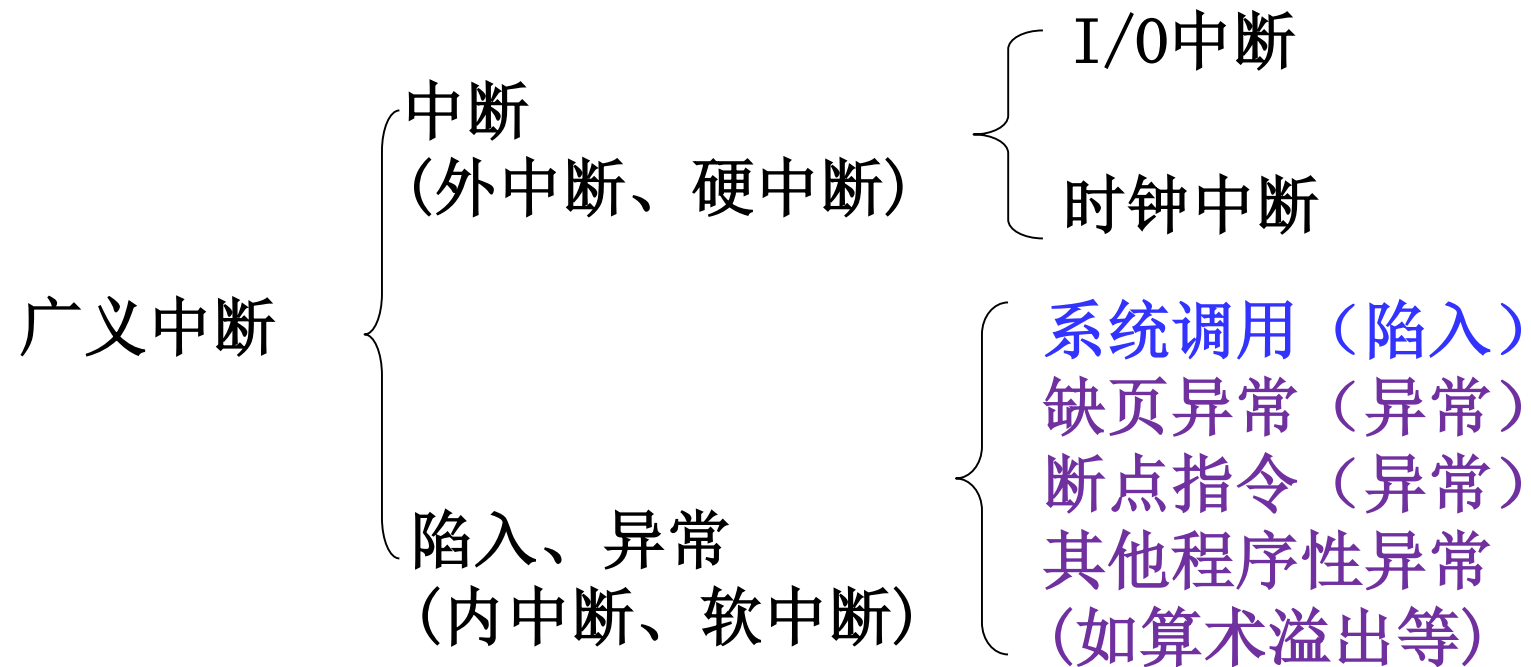 广义中断
中断
(外中断、硬中断)
I/O中断
时钟中断
陷入、异常
(内中断、软中断)
系统调用（陷入）
缺页异常（异常）
断点指令（异常）
其他程序性异常
(如算术溢出等)